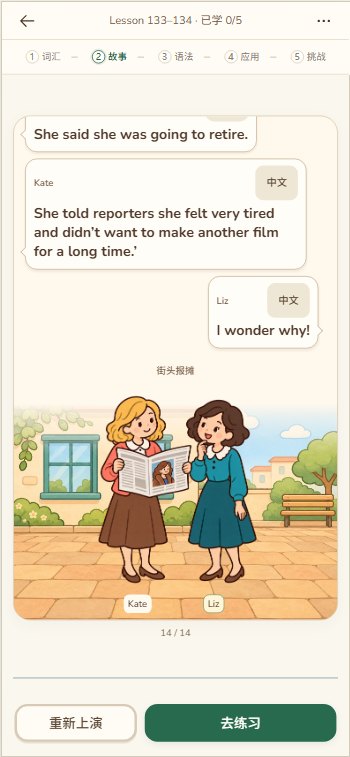 Lesson 133–134 · 已学 0/5
1 词汇 – 2 故事 – 3 语法 – 4 应用 – 5 挑战
She said she was going to retire.
Kate 中文
She told reporters she felt very tired
and didn't want to make another film
for a long time.'
Liz 中文
I wonder why!
街头报摊
Kate Liz
14 / 14
重新上演 去练习